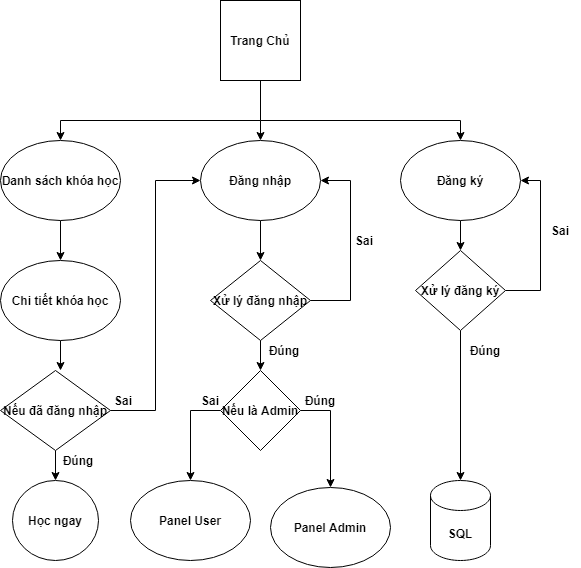 Trang Chủ
Danh sách khóa học
Đăng nhập
Đăng ký
Sai
Sai
Chi tiết khóa học
Xử lý đăng nhập
Xử lý đăng ký
Đúng
Đúng
Nếu đã đăng nhập
Sai
Sai
Nếu là Admin
Đúng
Đúng
Học ngay
Panel User
Panel Admin
SQL